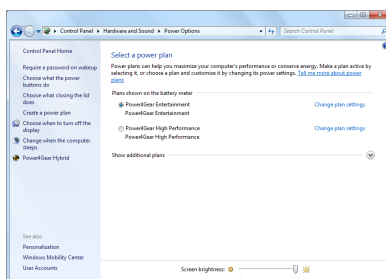 Control Panel ▸ Hardware and Sound ▸ Power Options
Search Control Panel
Control Panel Home
Require a password on wakeup
Choose what the power
buttons do
Choose what closing the lid
does
Create a power plan
Choose when to turn off the
display
Change when the computer
sleeps
Power4Gear Hybrid
See also
Personalization
Windows Mobility Center
User Accounts
Select a power plan
Power plans can help you maximize your computer's performance or conserve energy. Make a plan active by
selecting it, or choose a plan and customize it by changing its power settings. Tell me more about power
plans
Plans shown on the battery meter
Power4Gear Entertainment
Change plan settings
Power4Gear Entertainment
Power4Gear High Performance
Change plan settings
Power4Gear High Performance
Show additional plans
Screen brightness: